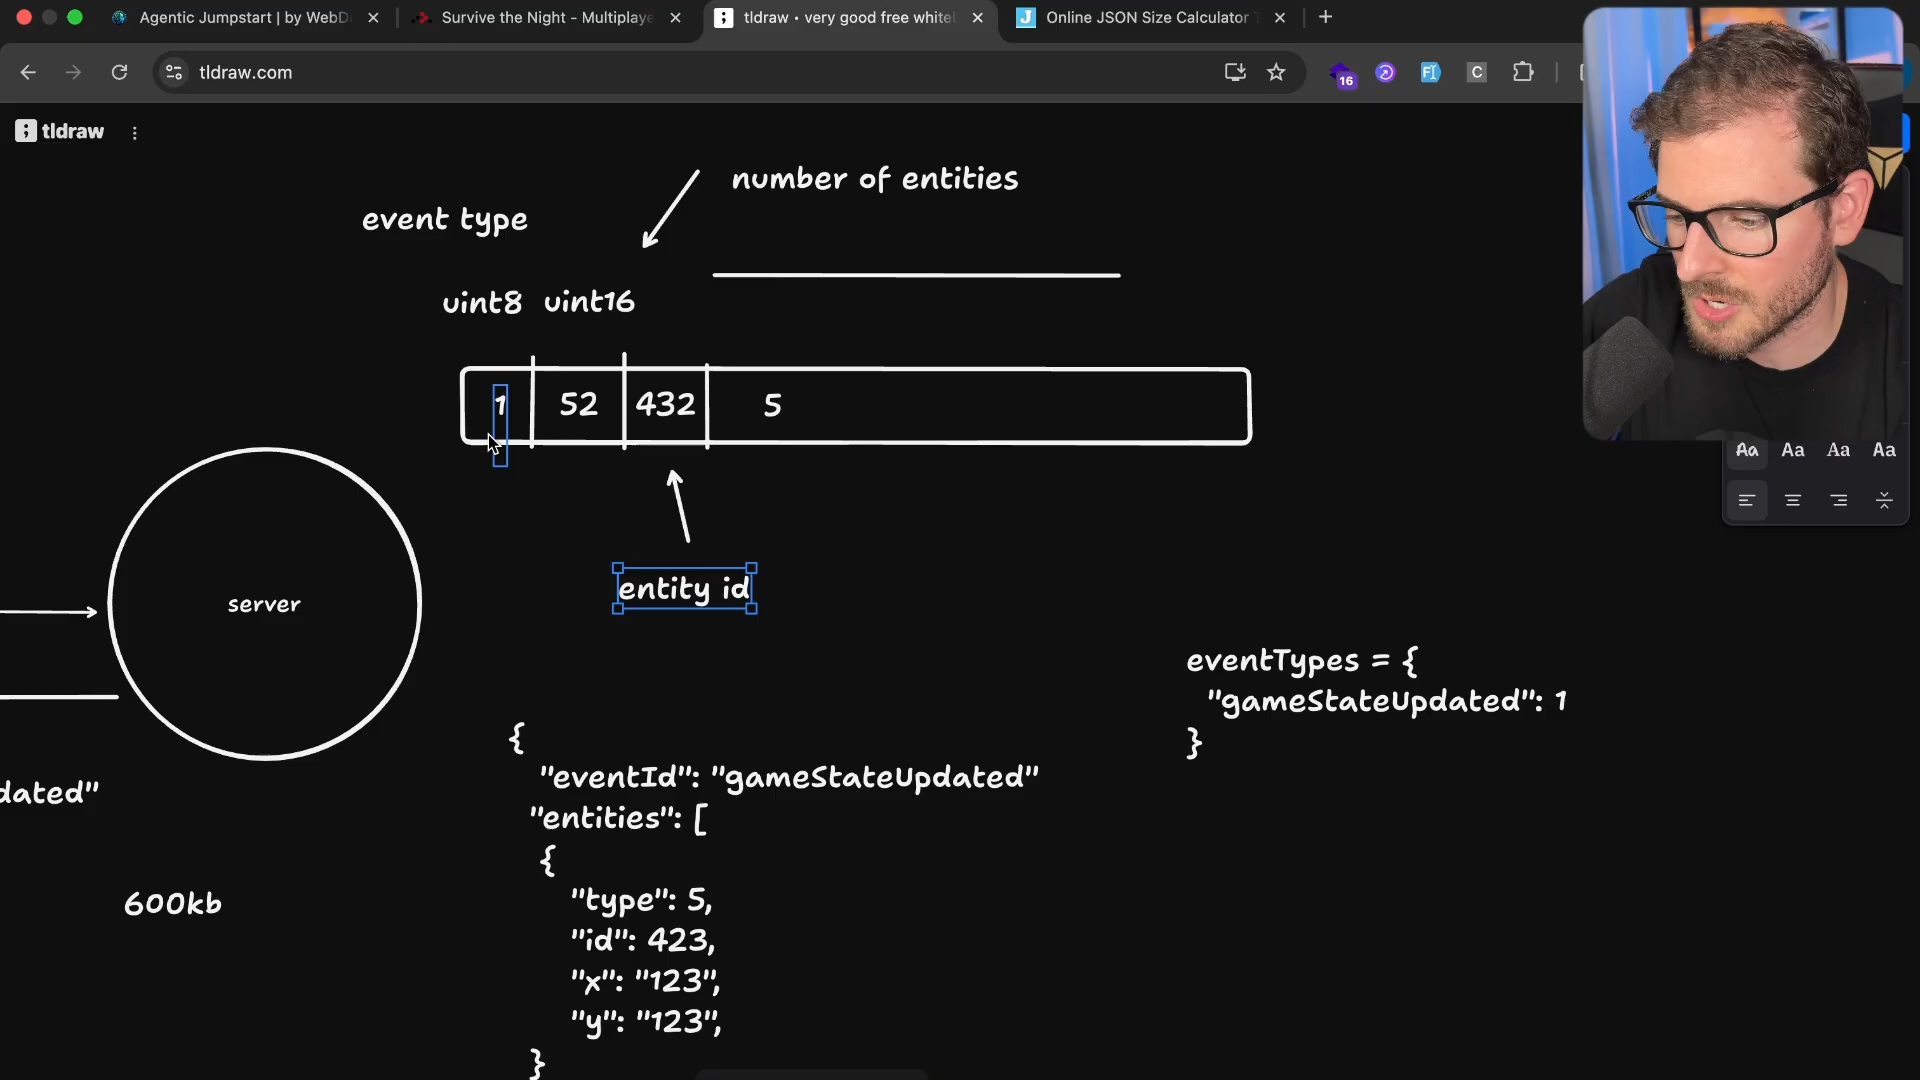 Agentic Jumpstart | by WebD
Survive the Night - Multiplaye
tldraw • very good free white
Online JSON Size Calculator
tldraw.com
16
C
tldraw
number of entities
event type
uint8 uint16
1 52 432 5
entity id
server
eventTypes = {
"gameStateUpdated": 1
}
{
"eventId": "gameStateUpdated"
"entities": [
{
"type": 5,
"id": 423,
"x": "123",
"y": "123",
}
dated"
600kb
Aa Aa Aa Aa